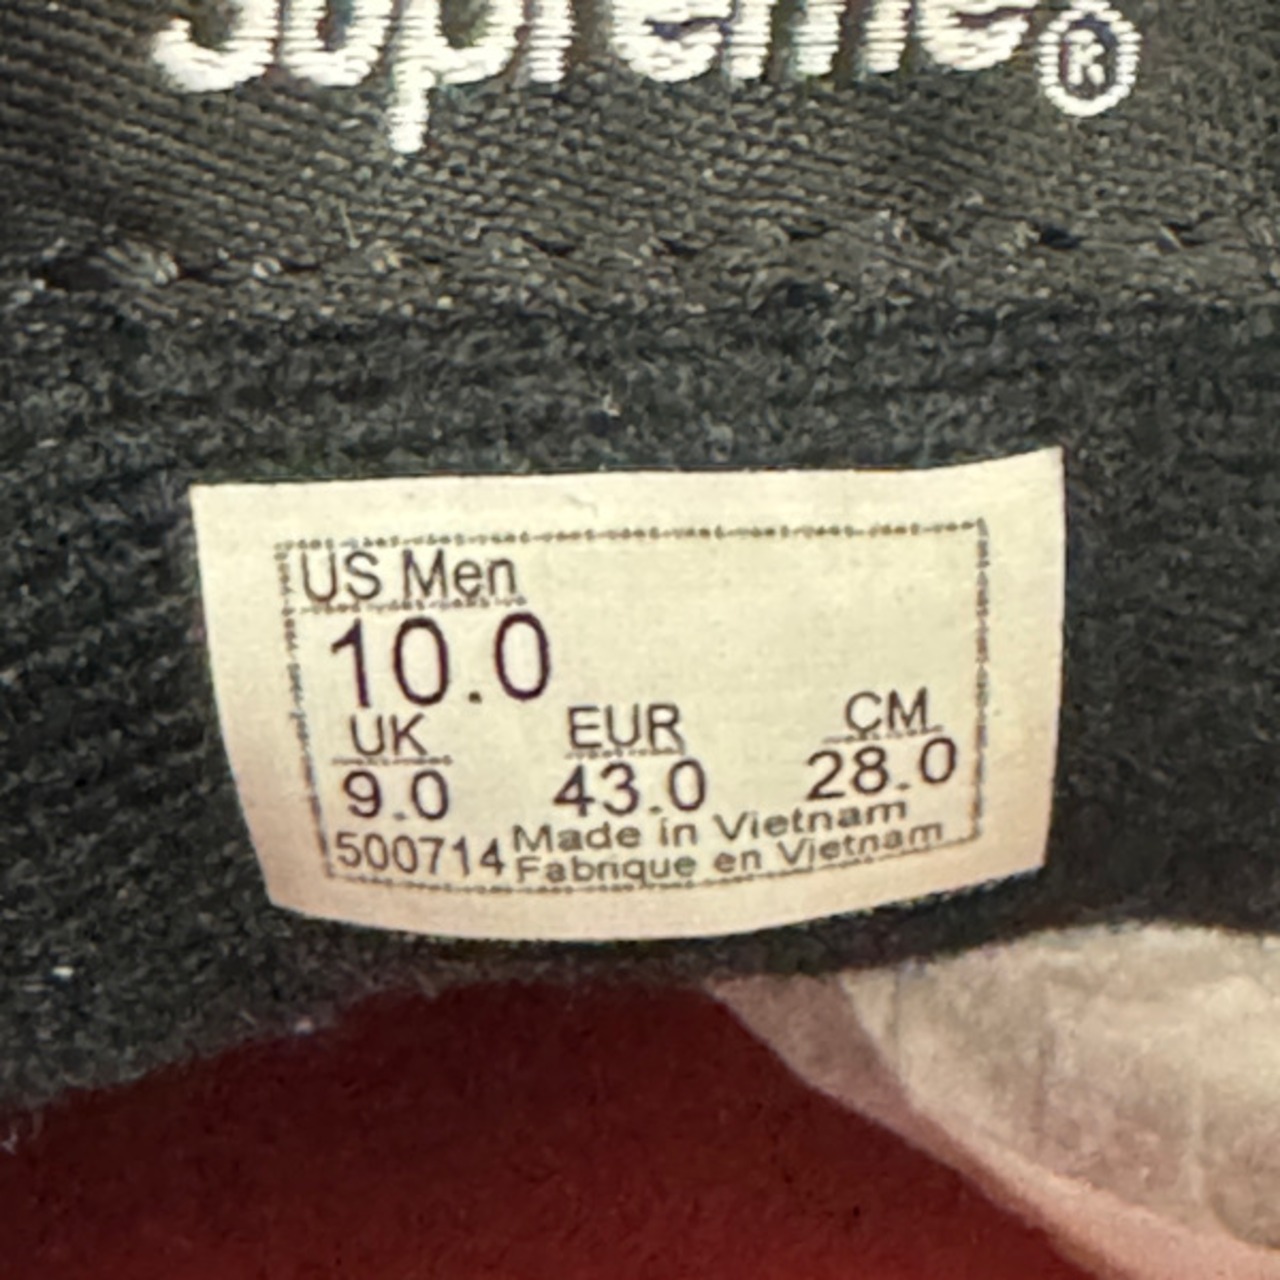 Supreme®
US Men
10.0
UK EUR CM
9.0 43.0 28.0
500714 Made in Vietnam
Fabrique en Vietnam